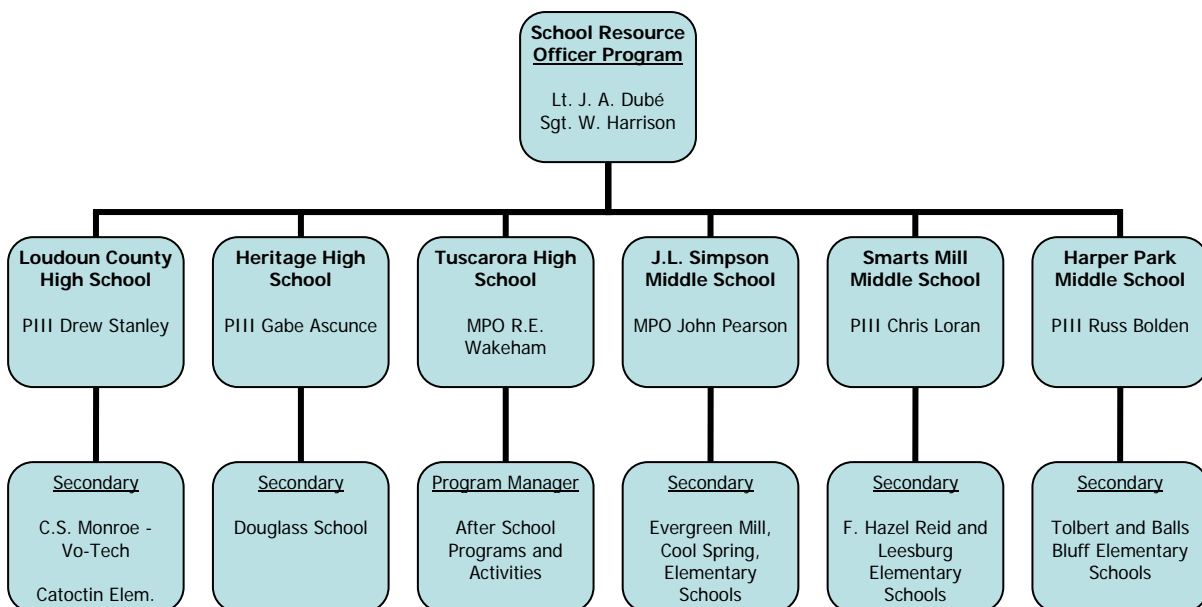 School Resource
Officer Program
Lt. J. A. Dubé
Sgt. W. Harrison
Loudoun County
High School
PIII Drew Stanley
Heritage High
School
PIII Gabe Ascunce
Tuscarora High
School
MPO R.E.
Wakeham
J.L. Simpson
Middle School
MPO John Pearson
Smarts Mill
Middle School
PIII Chris Loran
Harper Park
Middle School
PIII Russ Bolden
Secondary
C.S. Monroe -
Vo-Tech
Catoctin Elem.
Secondary
Douglass School
Program Manager
After School
Programs and
Activities
Secondary
Evergreen Mill,
Cool Spring,
Elementary
Schools
Secondary
F. Hazel Reid and
Leesburg
Elementary
Schools
Secondary
Tolbert and Balls
Bluff Elementary
Schools